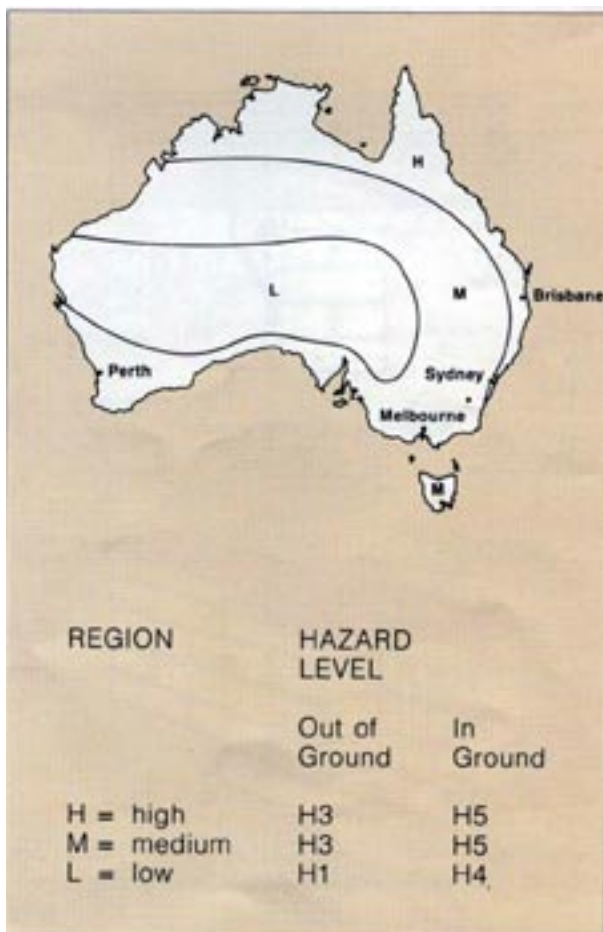 H
L
M
Brisbane
Perth
Sydney
Melbourne
M
REGION
HAZARD
LEVEL
Out of
Ground
In
Ground
H = high H3 H5
M = medium H3 H5
L = low H1 H4